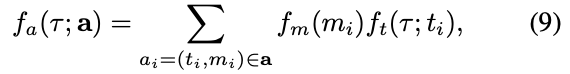 f_a(τ; **a**) = ∑_{a_i=(t_i,m_i)∈**a**} f_m(m_i)f_t(τ; t_i), (9)